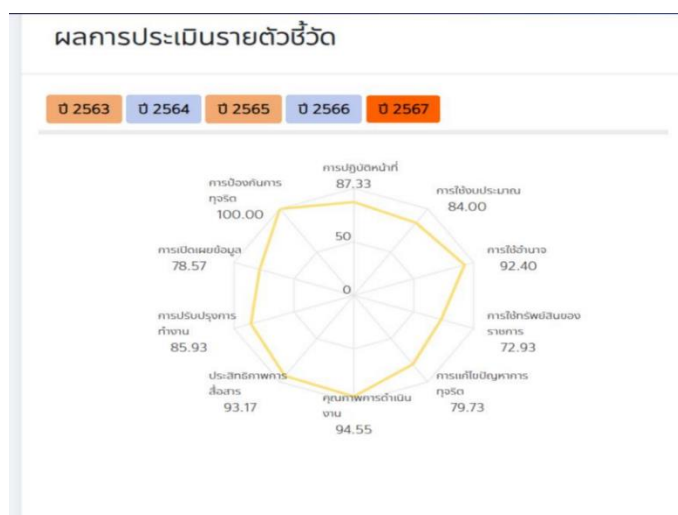 ผลการประเมินรายตัวชี้วัด
ปี 2563 ปี 2564 ปี 2565 ปี 2566 ปี 2567
การปฏิบัติหน้าที่
87.33
การใช้งบประมาณ
84.00
การใช้อำนาจ
92.40
การใช้ทรัพย์สินของ
ราชการ
72.93
การแก้ไขปัญหาการ
ทุจริต
79.73
คุณภาพการดำเนิน
งาน
94.55
ประสิทธิภาพการ
สื่อสาร
93.17
การปรับปรุงการ
ทำงาน
85.93
การเปิดเผยข้อมูล
78.57
การป้องกันการ
ทุจริต
100.00
50
0